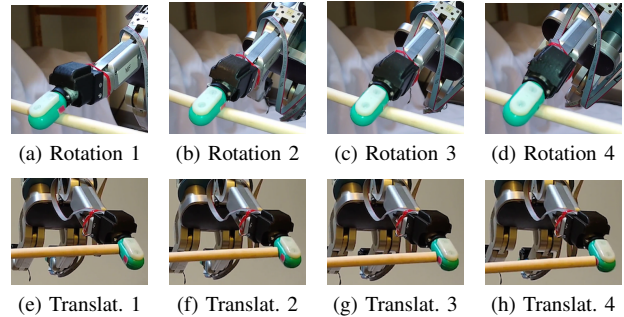 (a) Rotation 1
(b) Rotation 2
(c) Rotation 3
(d) Rotation 4
(e) Translat. 1
(f) Translat. 2
(g) Translat. 3
(h) Translat. 4